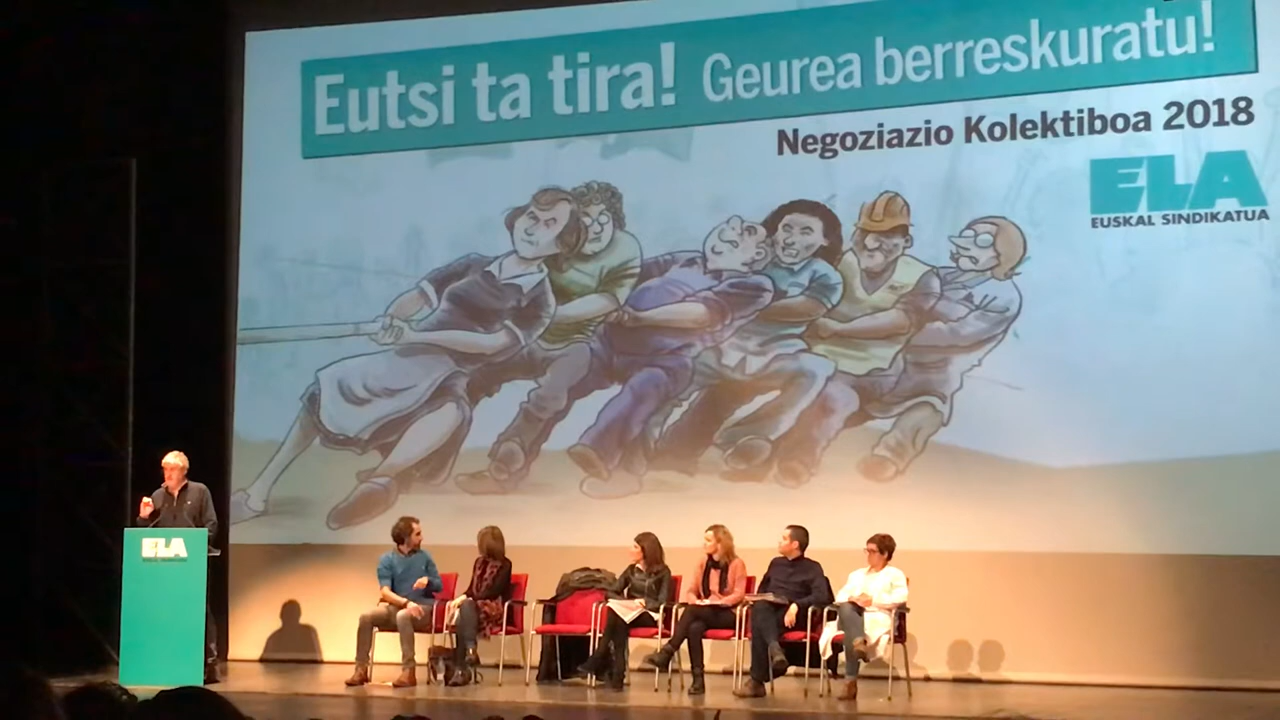 Eutsi ta tira! Geurea berreskuratu!
Negoziazio Kolektiboa 2018
ELA
EUSKAL SINDIKATUA
ELA